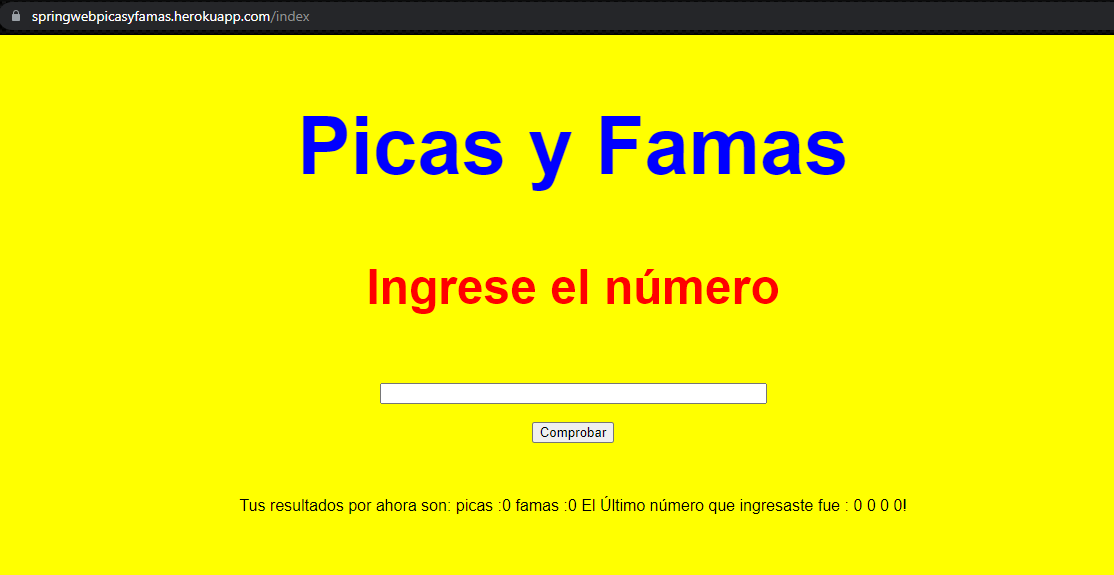 springwebpicasyfamas.herokuapp.com/index
Picas y Famas
Ingrese el número
Comprobar
Tus resultados por ahora son: picas :0 famas :0 El Último número que ingresaste fue : 0 0 0 0!